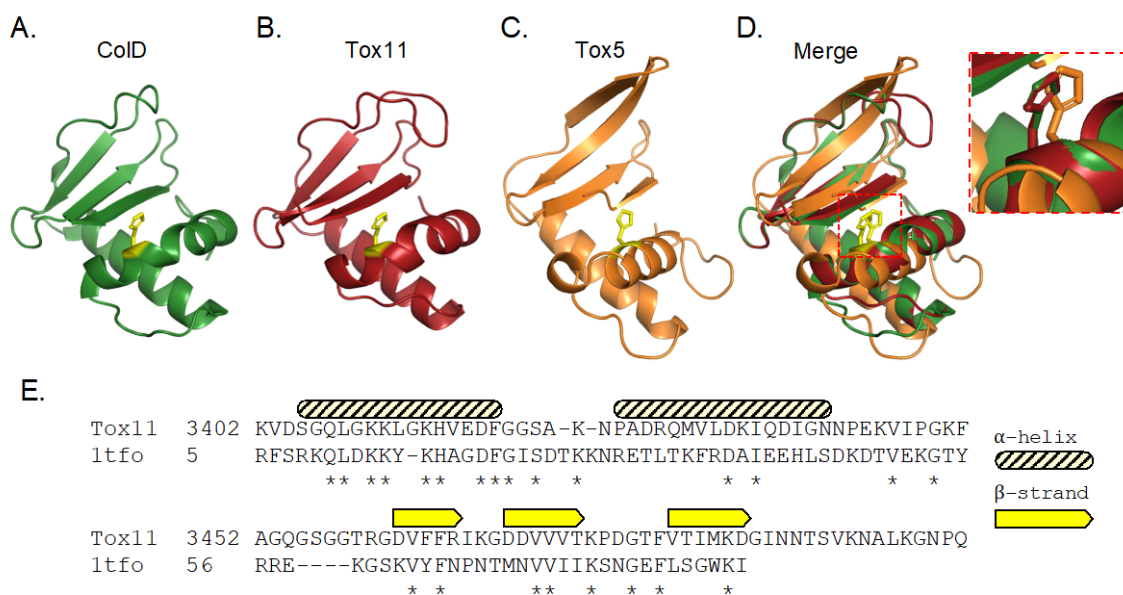 A. ColD B. Tox11 C. Tox5 D. Merge
E.
Tox11 3402 KVDSGQLGKKLGKHVEDFGGSA-K-NPADRQMVLDKIQDIGNNPEKVIPGKF
1tfo 5 RFSRKQLDKKY-KHAGDFGISDTKKNRETLTKFRDAIEEHLSDKDTVEKGTY
** ** ** *** * * * * * *
α-helix
β-strand
Tox11 3452 AGQGSGGTRGDVFFRIKGDDVVVTKPDGTFVTIMKDGINNTSVKNALKGNPQ
1tfo 56 RRE----KGSKVYFNPNTMNVVIIKSNGEFLSGWKI
* * ** * * * *